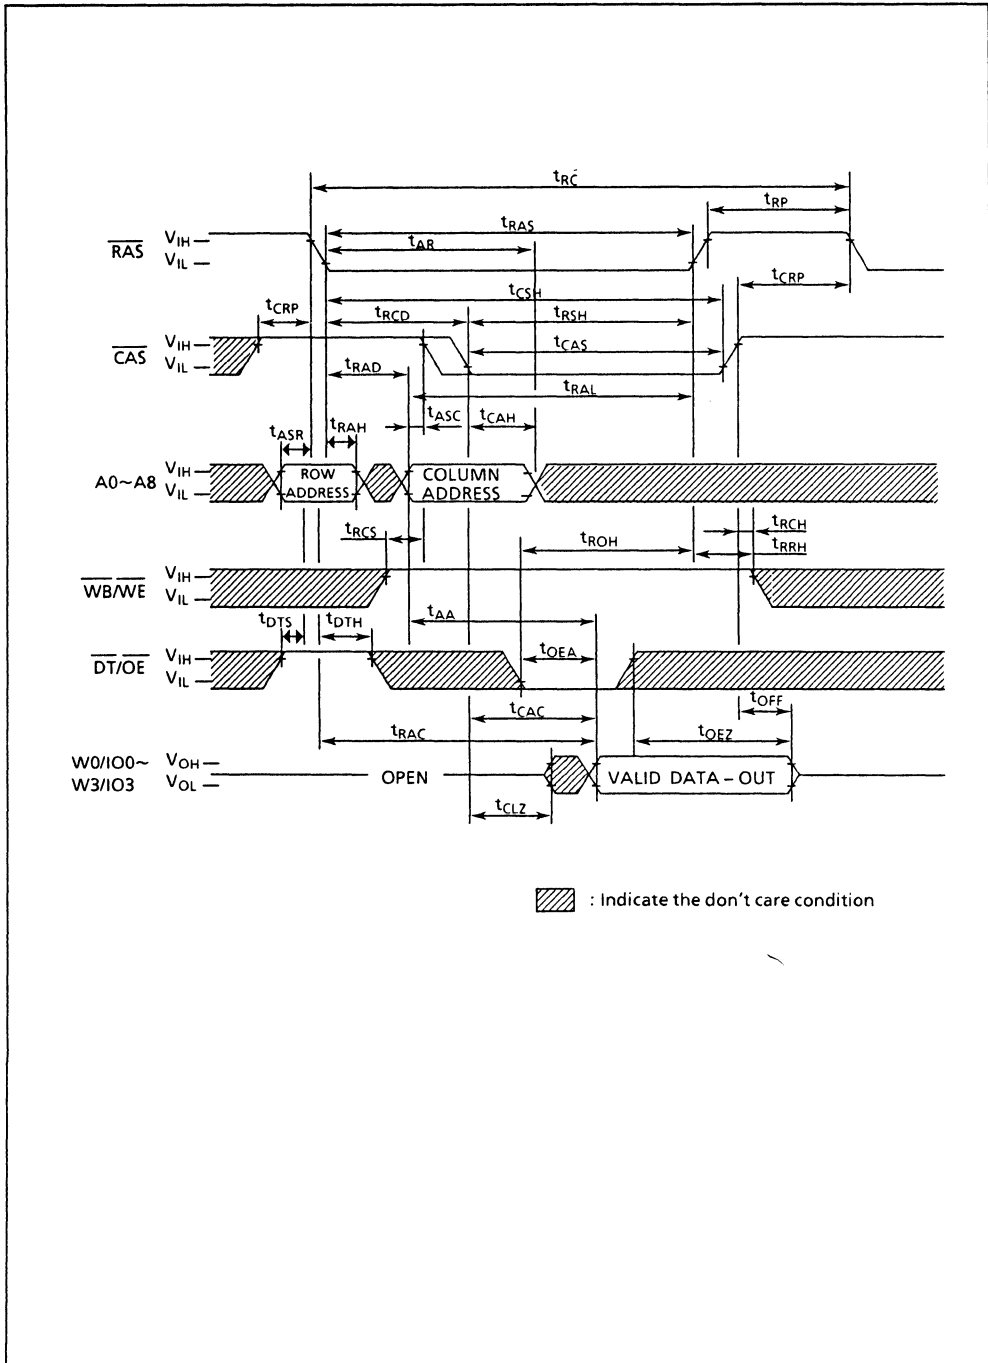 tRC
tRP
tRAS
tAR
RAS VIH
VIL
tCRP
tCSH
tCRP
tRCD tRSH
CAS VIH
VIL
tCAS
tRAD
tRAL
tASC tCAH
tASR tRAH
A0~A8 VIH
VIL
ROW
ADDRESS
COLUMN
ADDRESS
tRCS
tROH
tRCH
tRRH
WB/WE VIH
VIL
tAA
tDTS tDTH
DT/OE VIH
VIL
tOEA
tOFF
tCAC
tRAC
tOEZ
W0/IO0~
W3/IO3
VOH
VOL
OPEN
VALID DATA-OUT
tCLZ
: Indicate the don't care condition